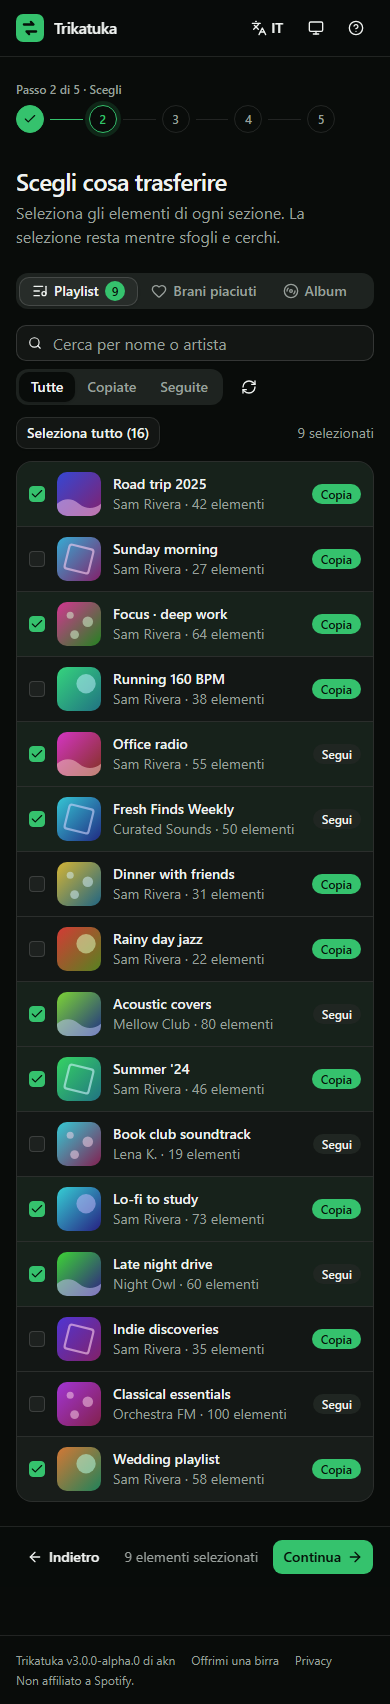 Trikatuka
IT
Passo 2 di 5 · Scegli
2
3
4
5
Scegli cosa trasferire
Seleziona gli elementi di ogni sezione. La
selezione resta mentre sfogli e cerchi.
Playlist 9 Brani piaciuti Album
Cerca per nome o artista
Tutte Copiate Seguite
Seleziona tutto (16) 9 selezionati
Road trip 2025
Sam Rivera · 42 elementi
Copia
Sunday morning
Sam Rivera · 27 elementi
Copia
Focus · deep work
Sam Rivera · 64 elementi
Copia
Running 160 BPM
Sam Rivera · 38 elementi
Copia
Office radio
Sam Rivera · 55 elementi
Segui
Fresh Finds Weekly
Curated Sounds · 50 elementi
Segui
Dinner with friends
Sam Rivera · 31 elementi
Copia
Rainy day jazz
Sam Rivera · 22 elementi
Copia
Acoustic covers
Mellow Club · 80 elementi
Segui
Summer '24
Sam Rivera · 46 elementi
Copia
Book club soundtrack
Lena K. · 19 elementi
Segui
Lo-fi to study
Sam Rivera · 73 elementi
Copia
Late night drive
Night Owl · 60 elementi
Segui
Indie discoveries
Sam Rivera · 35 elementi
Copia
Classical essentials
Orchestra FM · 100 elementi
Segui
Wedding playlist
Sam Rivera · 58 elementi
Copia
Indietro 9 elementi selezionati Continua
Trikatuka v3.0.0-alpha.0 di akn Offrimi una birra Privacy
Non affiliato a Spotify.